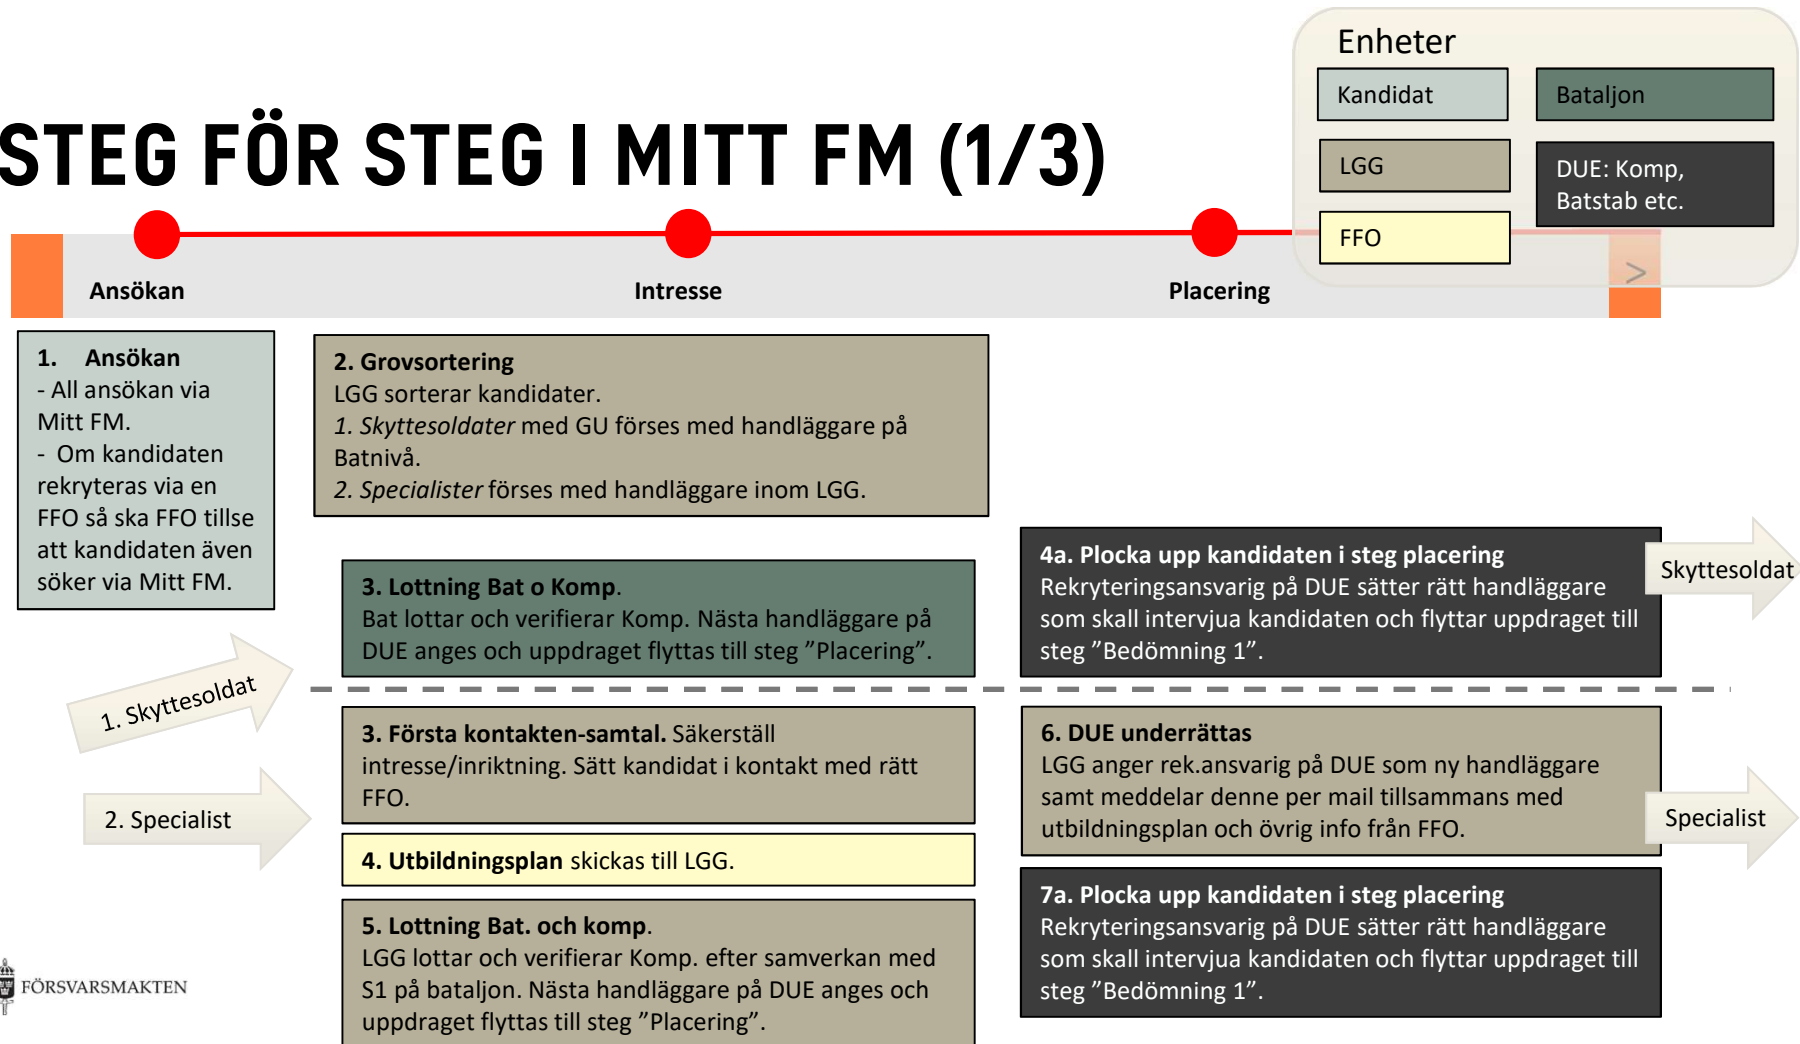 Enheter
Kandidat
Bataljon
LGG
DUE: Komp,
Batstab etc.
FFO
STEG FÖR STEG I MITT FM (1/3)
Ansökan
Intresse
Placering
>
1. Ansökan
- All ansökan via
Mitt FM.
- Om kandidaten
rekryteras via en
FFO så ska FFO tillse
att kandidaten även
söker via Mitt FM.
2. Grovsortering
LGG sorterar kandidater.
1. Skyttesoldater med GU förses med handläggare på
Batnivå.
2. Specialister förses med handläggare inom LGG.
3. Lottning Bat o Komp.
Bat lottar och verifierar Komp. Nästa handläggare på
DUE anges och uppdraget flyttas till steg ”Placering”.
4a. Plocka upp kandidaten i steg placering
Rekryteringsansvarig på DUE sätter rätt handläggare
som skall intervjua kandidaten och flyttar uppdraget till
steg ”Bedömning 1”.
Skyttesoldat
1. Skyttesoldat
2. Specialist
3. Första kontakten-samtal. Säkerställ
intresse/inriktning. Sätt kandidat i kontakt med rätt
FFO.
4. Utbildningsplan skickas till LGG.
5. Lottning Bat. och komp.
LGG lottar och verifierar Komp. efter samverkan med
S1 på bataljon. Nästa handläggare på DUE anges och
uppdraget flyttas till steg ”Placering”.
6. DUE underrättas
LGG anger rek.ansvarig på DUE som ny handläggare
samt meddelar denne per mail tillsammans med
utbildningsplan och övrig info från FFO.
Specialist
7a. Plocka upp kandidaten i steg placering
Rekryteringsansvarig på DUE sätter rätt handläggare
som skall intervjua kandidaten och flyttar uppdraget till
steg ”Bedömning 1”.
FÖRSVARSMAKTEN